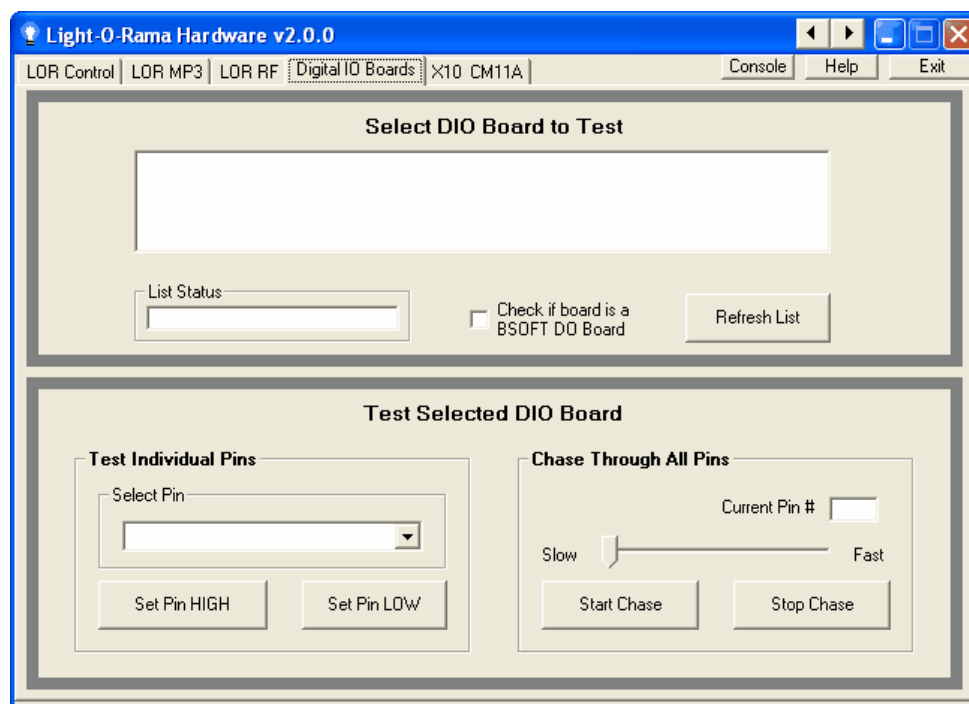 Light-O-Rama Hardware v2.0.0
LOR Control LOR MP3 LOR RF Digital IO Boards X10 CM11A Console Help Exit
Select DIO Board to Test
List Status
Check if board is a
BSOFT DO Board
Refresh List
Test Selected DIO Board
Test Individual Pins
Select Pin
Set Pin HIGH Set Pin LOW
Chase Through All Pins
Current Pin #
Slow Fast
Start Chase Stop Chase